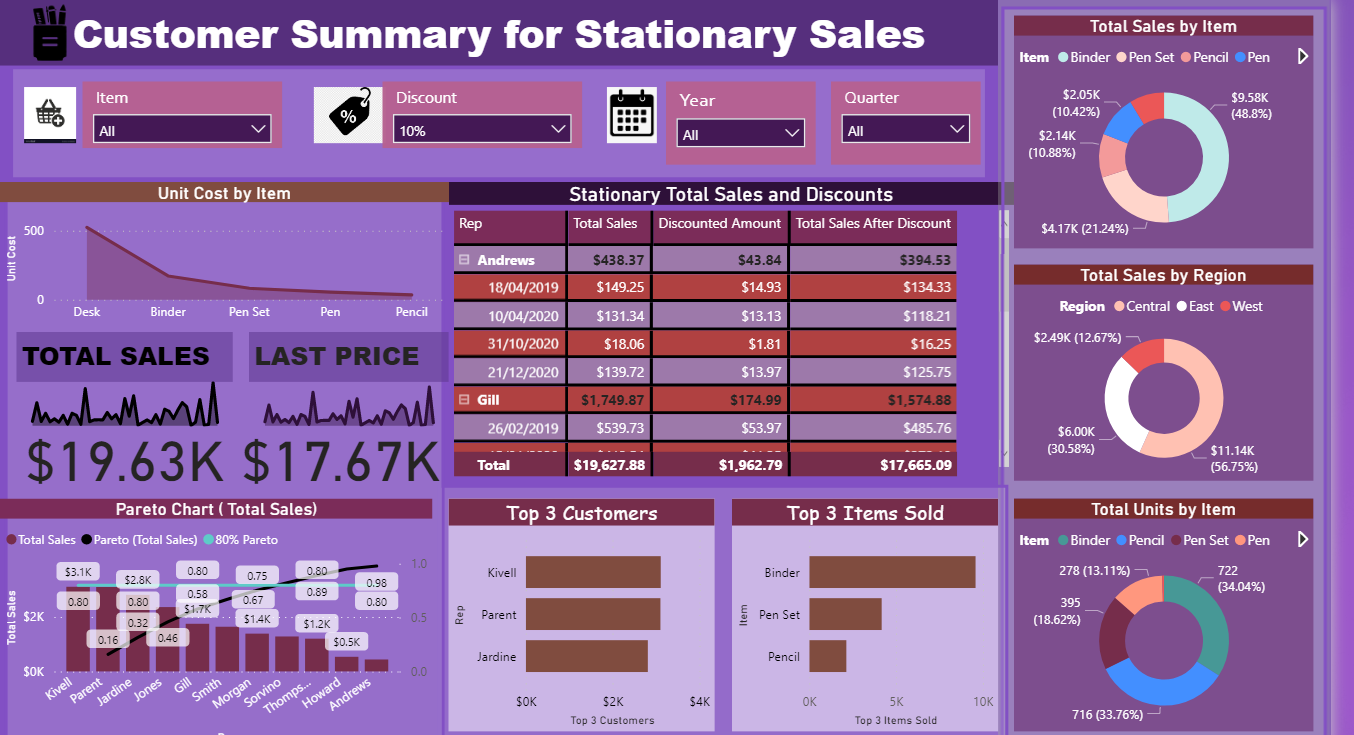 Customer Summary for Stationary Sales
Item
All
Discount
%
10%
Year
All
Quarter
All
Unit Cost by Item
Unit Cost
500
0
Desk Binder Pen Set Pen Pencil
TOTAL SALES
$19.63K
LAST PRICE
$17.67K
Stationary Total Sales and Discounts
Rep Total Sales Discounted Amount Total Sales After Discount
Andrews $438.37 $43.84 $394.53
18/04/2019 $149.25 $14.93 $134.33
10/04/2020 $131.34 $13.13 $118.21
31/10/2020 $18.06 $1.81 $16.25
21/12/2020 $139.72 $13.97 $125.75
Gill $1,749.87 $174.99 $1,574.88
26/02/2019 $539.73 $53.97 $485.76
Total $19,627.88 $1,962.79 $17,665.09
Pareto Chart ( Total Sales)
Total Sales Pareto (Total Sales) 80% Pareto
Total Sales
$2K
$0K
1.0
0.5
0.0
$3.1K
0.80
0.16
$2.8K
0.80
0.32
0.46
0.80
0.58
$1.7K
0.75
0.67
$1.4K
0.80
0.89
$1.2K
$0.5K
0.98
0.80
Kivell Parent Jardine Jones Gill Smith Morgan Sorvino Thomps... Howard Andrews
Top 3 Customers
Rep
Kivell
Parent
Jardine
$0K $2K $4K
Top 3 Customers
Top 3 Items Sold
Item
Binder
Pen Set
Pencil
0K 5K 10K
Top 3 Items Sold
Total Sales by Item
Item Binder Pen Set Pencil Pen
$2.05K
(10.42%)
$9.58K
(48.8%)
$2.14K
(10.88%)
$4.17K (21.24%)
Total Sales by Region
Region Central East West
$2.49K (12.67%)
$6.00K
(30.58%)
$11.14K
(56.75%)
Total Units by Item
Item Binder Pencil Pen Set Pen
278 (13.11%)
722
(34.04%)
395
(18.62%)
716 (33.76%)